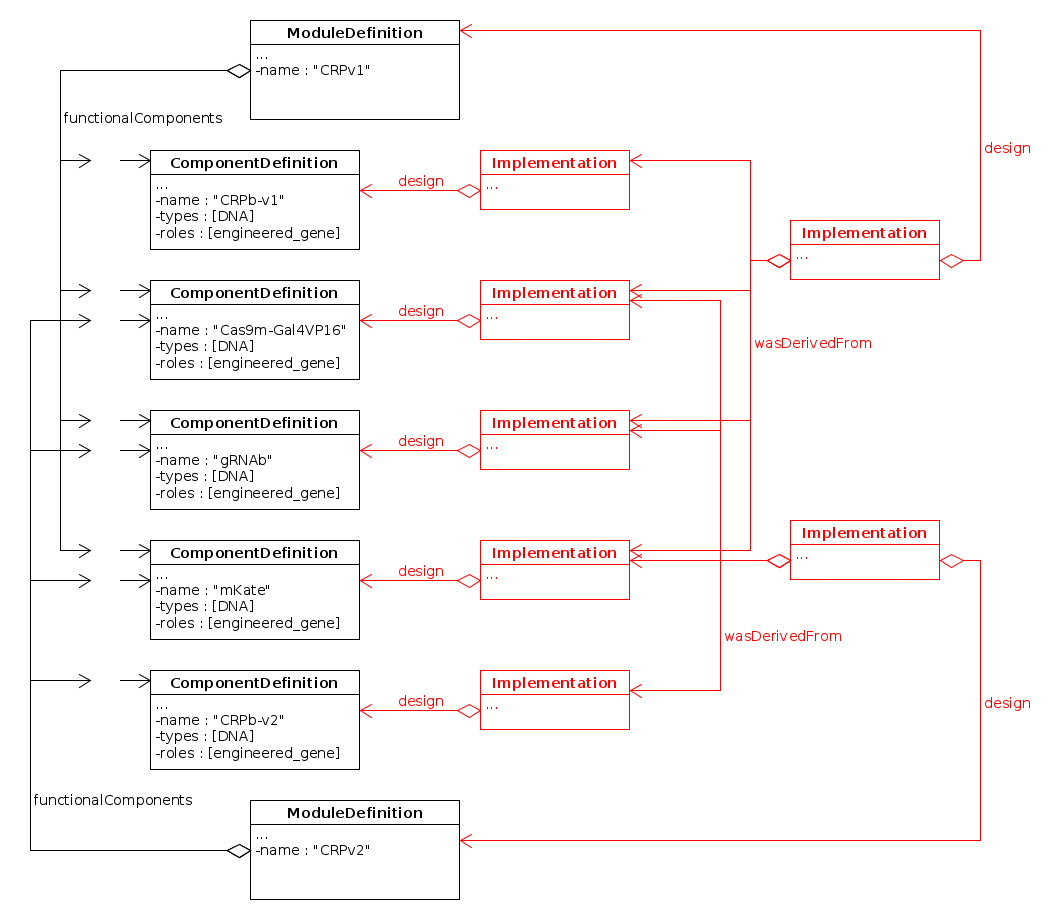 ModuleDefinition
...
-name : "CRPv1"
functionalComponents
design
ComponentDefinition
...
-name : "CRPb-v1"
-types : [DNA]
-roles : [engineered_gene]
design
Implementation
...
Implementation
...
ComponentDefinition
...
-name : "Cas9m-Gal4VP16"
-types : [DNA]
-roles : [engineered_gene]
design
Implementation
...
wasDerivedFrom
ComponentDefinition
...
-name : "gRNAb"
-types : [DNA]
-roles : [engineered_gene]
design
Implementation
...
Implementation
...
ComponentDefinition
...
-name : "mKate"
-types : [DNA]
-roles : [engineered_gene]
design
Implementation
...
wasDerivedFrom
ComponentDefinition
...
-name : "CRPb-v2"
-types : [DNA]
-roles : [engineered_gene]
design
Implementation
...
design
functionalComponents
ModuleDefinition
...
-name : "CRPv2"